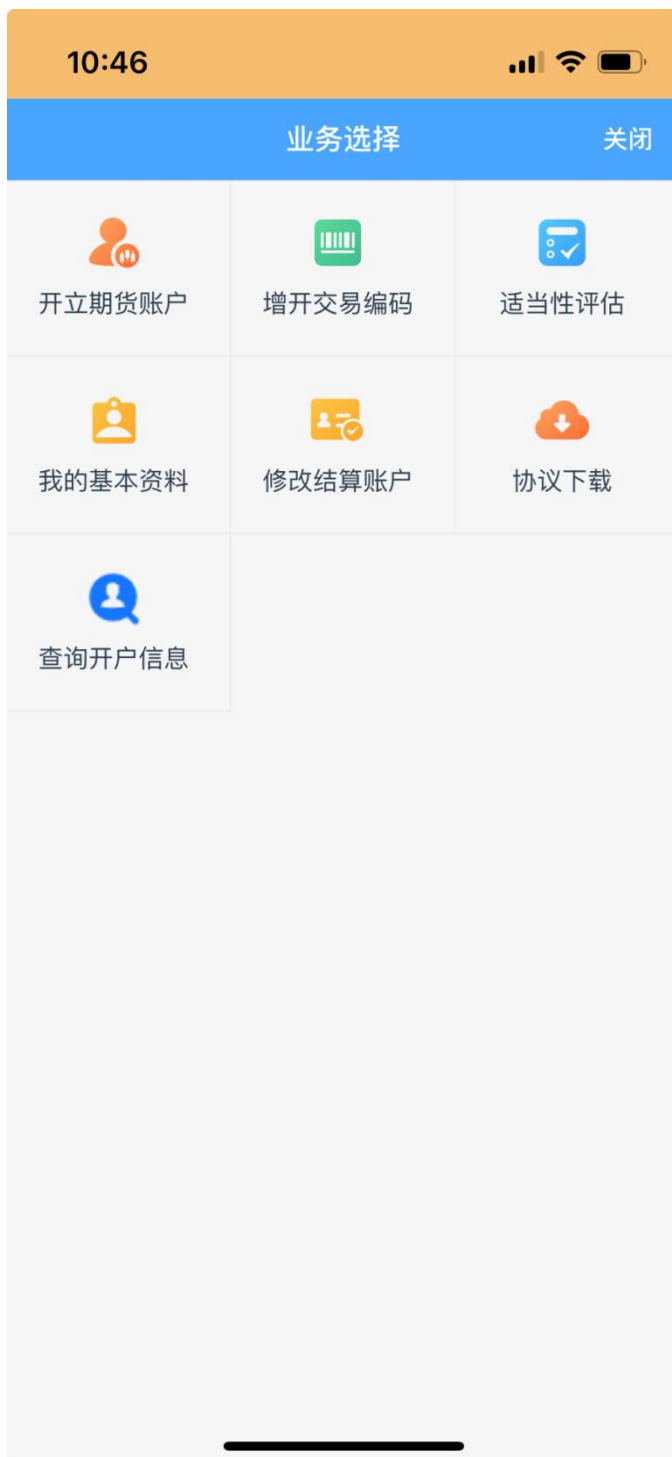 10:46
业务选择 关闭
开立期货账户 增开交易编码 适当性评估
我的基本资料 修改结算账户 协议下载
查询开户信息